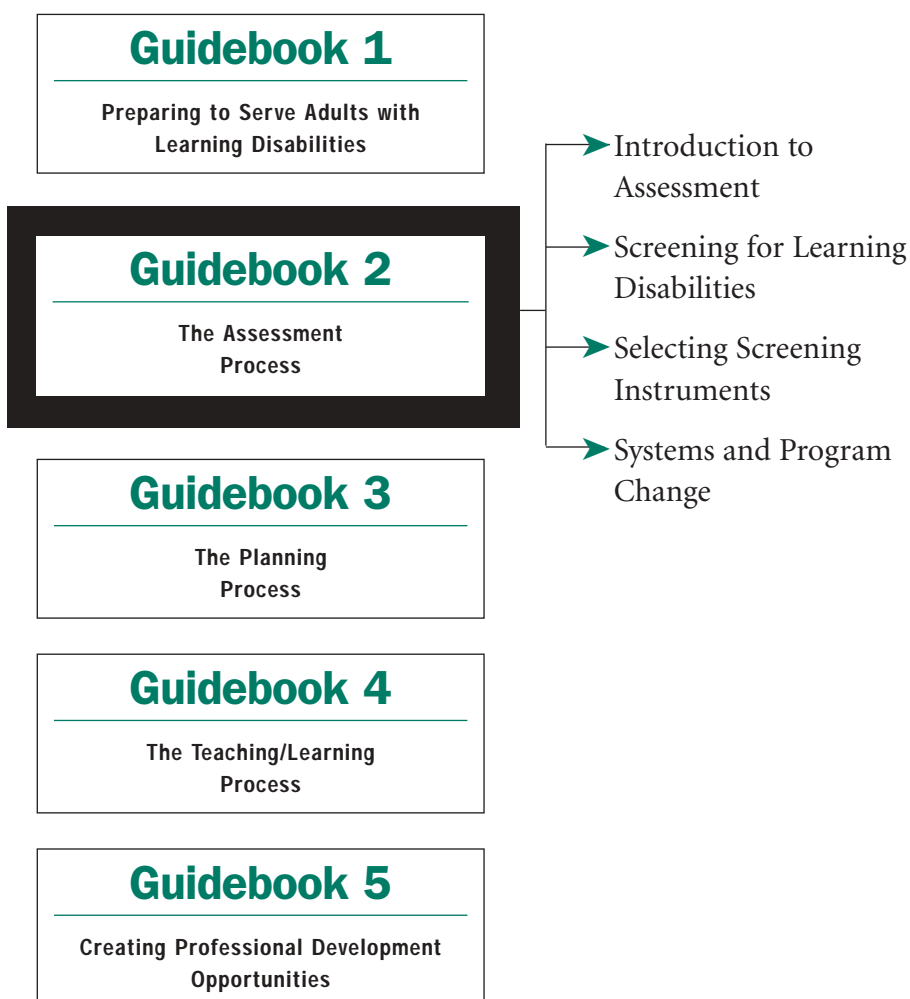 Guidebook 1
Preparing to Serve Adults with
Learning Disabilities
Guidebook 2
The Assessment
Process
Introduction to
Assessment
Screening for Learning
Disabilities
Selecting Screening
Instruments
Systems and Program
Change
Guidebook 3
The Planning
Process
Guidebook 4
The Teaching/Learning
Process
Guidebook 5
Creating Professional Development
Opportunities